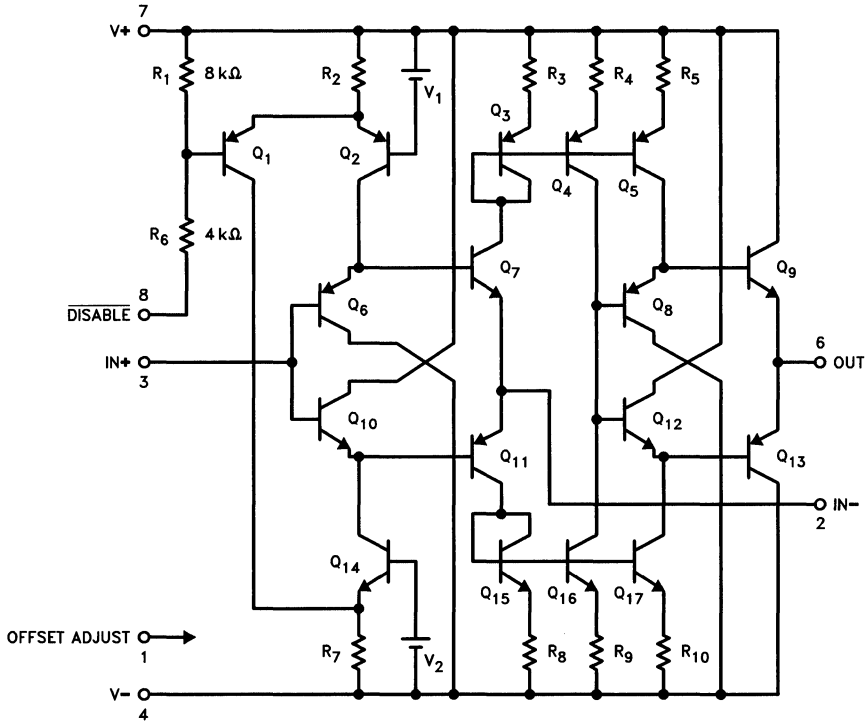 7
V+
R1 8 kΩ
R2
V1
R3
R4
R5
Q3
Q1
Q2
Q4
Q5
R6 4 kΩ
Q7
Q9
8
DISABLE
Q6
Q8
IN+
3
6
OUT
Q10
Q12
Q11
Q13
IN−
2
Q14
Q15
Q16
Q17
OFFSET ADJUST
1
R7
V2
R8
R9
R10
V−
4